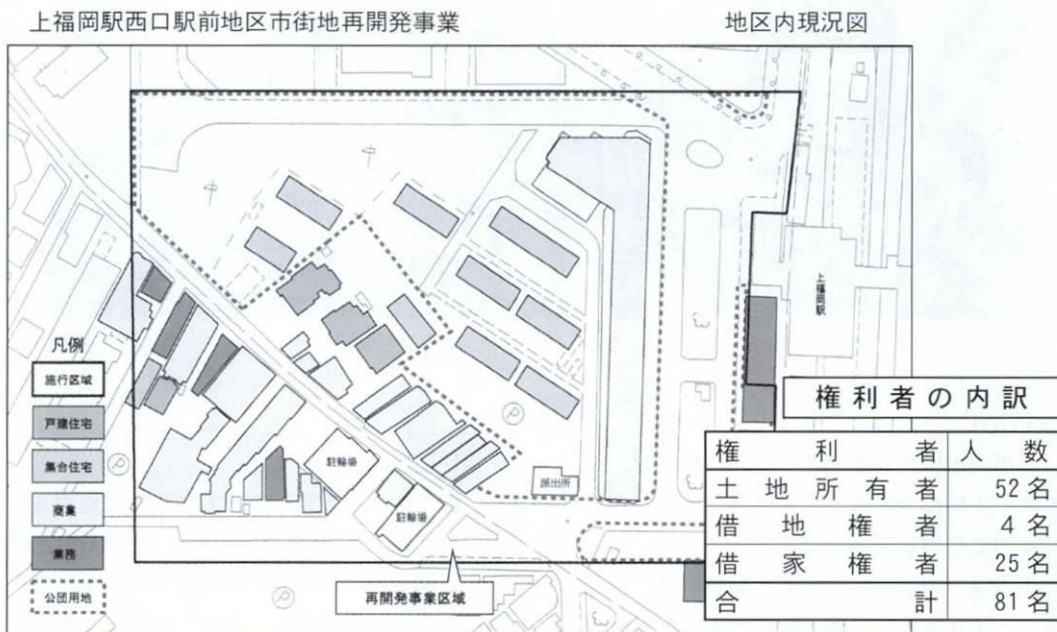 上福岡駅西口駅前地区市街地再開発事業 地区内現況図
上福岡駅
凡例
施行区域
戸建住宅
集合住宅
商業
業務
公団用地
P
駐輪場
駐輪場
P
派出所
P
再開発事業区域
権利者の内訳
権利者 人数
土地所有者 52名
借地権者 4名
借家権者 25名
合計 81名